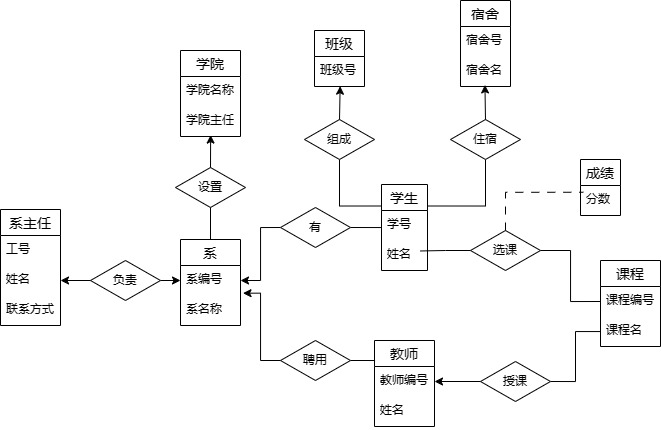 宿舍
宿舍号
宿舍名
班级
班级号
学院
学院名称
学院主任
组成
住宿
成绩
分数
设置
学生
学号
姓名
系主任
工号
姓名
联系方式
有
系
系编号
系名称
选课
负责
课程
课程编号
课程名
教师
教师编号
姓名
聘用
授课